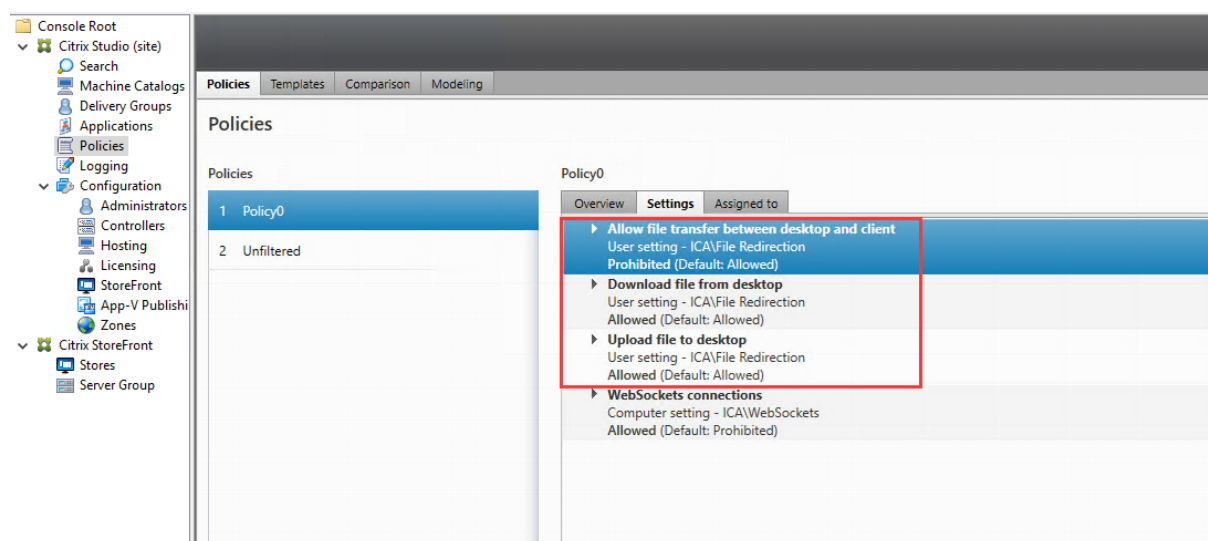 Console Root
Citrix Studio (site)
Search
Machine Catalogs
Delivery Groups
Applications
Policies
Logging
Configuration
Administrators
Controllers
Hosting
Licensing
StoreFront
App-V Publishi
Zones
Citrix StoreFront
Stores
Server Group
Policies Templates Comparison Modeling
Policies
Policies
1 Policy0
2 Unfiltered
Policy0
Overview Settings Assigned to
Allow file transfer between desktop and client
User setting - ICA\File Redirection
Prohibited (Default: Allowed)
Download file from desktop
User setting - ICA\File Redirection
Allowed (Default: Allowed)
Upload file to desktop
User setting - ICA\File Redirection
Allowed (Default: Allowed)
WebSockets connections
Computer setting - ICA\WebSockets
Allowed (Default: Prohibited)